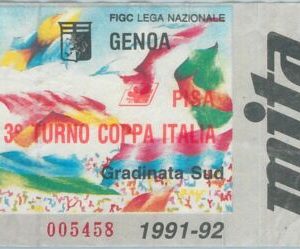 FIGC LEGA NAZIONALE
GENOA
PISA
3° TURNO COPPA ITALIA
Gradinata Sud
005458 1991-92
mita